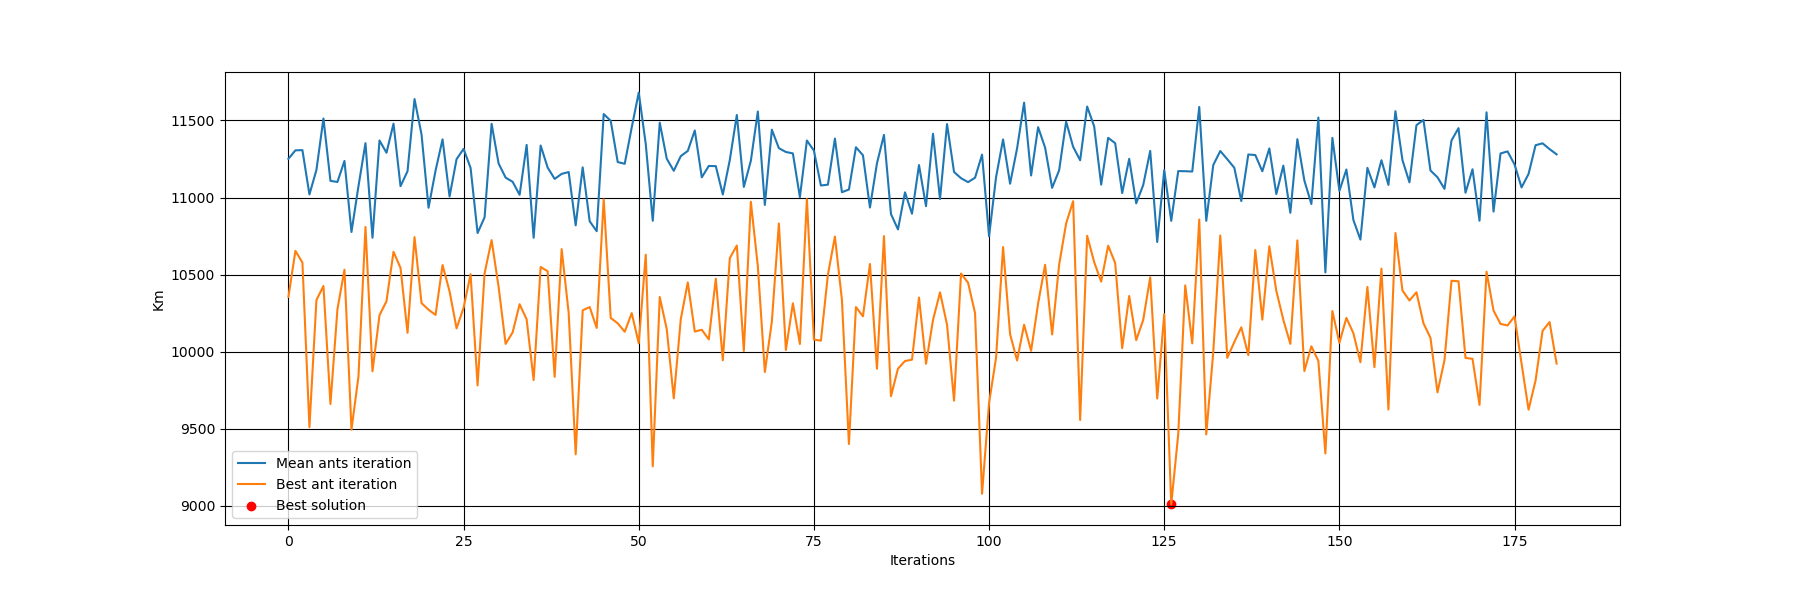 11500
11000
10500
10000
9500
9000
Km
Mean ants iteration
Best ant iteration
Best solution
0 25 50 75 100 125 150 175
Iterations